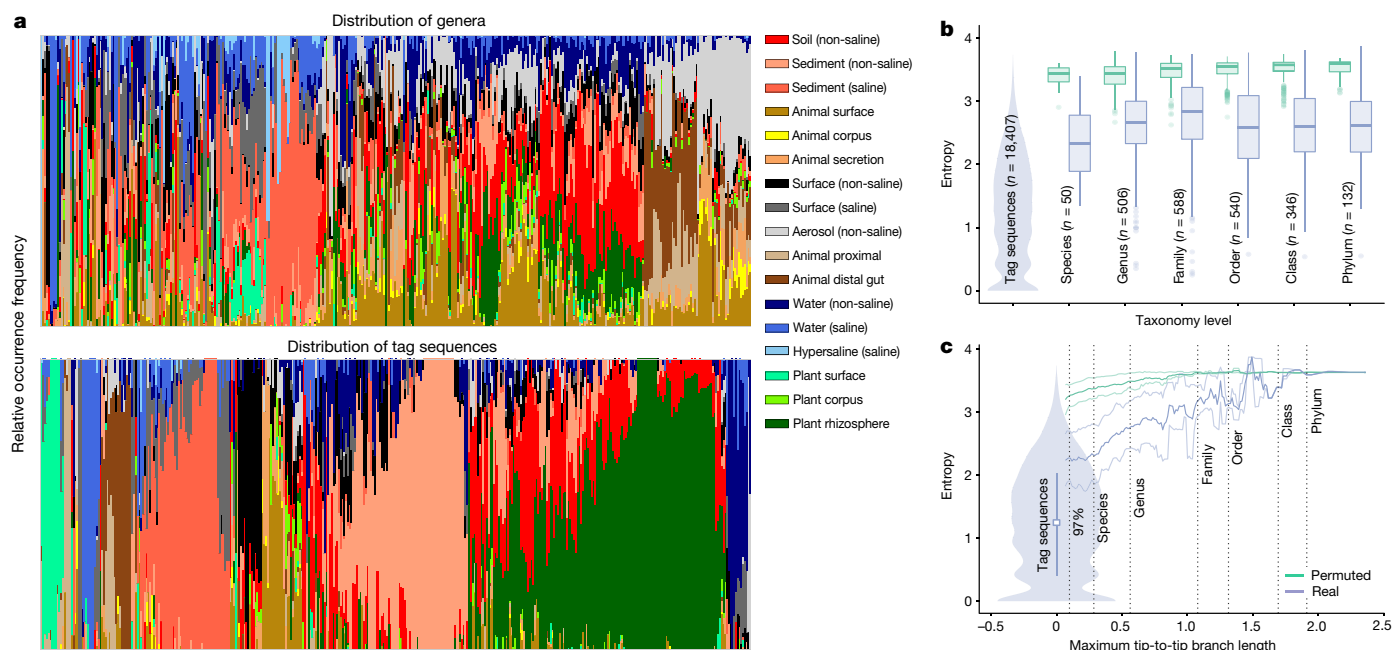 a
Distribution of genera
Relative occurrence frequency
Distribution of tag sequences
Soil (non-saline)
Sediment (non-saline)
Sediment (saline)
Animal surface
Animal corpus
Animal secretion
Surface (non-saline)
Surface (saline)
Aerosol (non-saline)
Animal proximal
Animal distal gut
Water (non-saline)
Water (saline)
Hypersaline (saline)
Plant surface
Plant corpus
Plant rhizosphere
b
Entropy
4
3
2
1
0
Tag sequences (n = 18,407)
Species (n = 50)
Genus (n = 506)
Family (n = 588)
Order (n = 540)
Class (n = 346)
Phylum (n = 132)
Taxonomy level
c
Entropy
4
3
2
1
0
Tag sequences
97%
Species
Genus
Family
Order
Class
Phylum
Permuted
Real
−0.5
0
0.5
1.0
1.5
2.0
2.5
Maximum tip-to-tip branch length